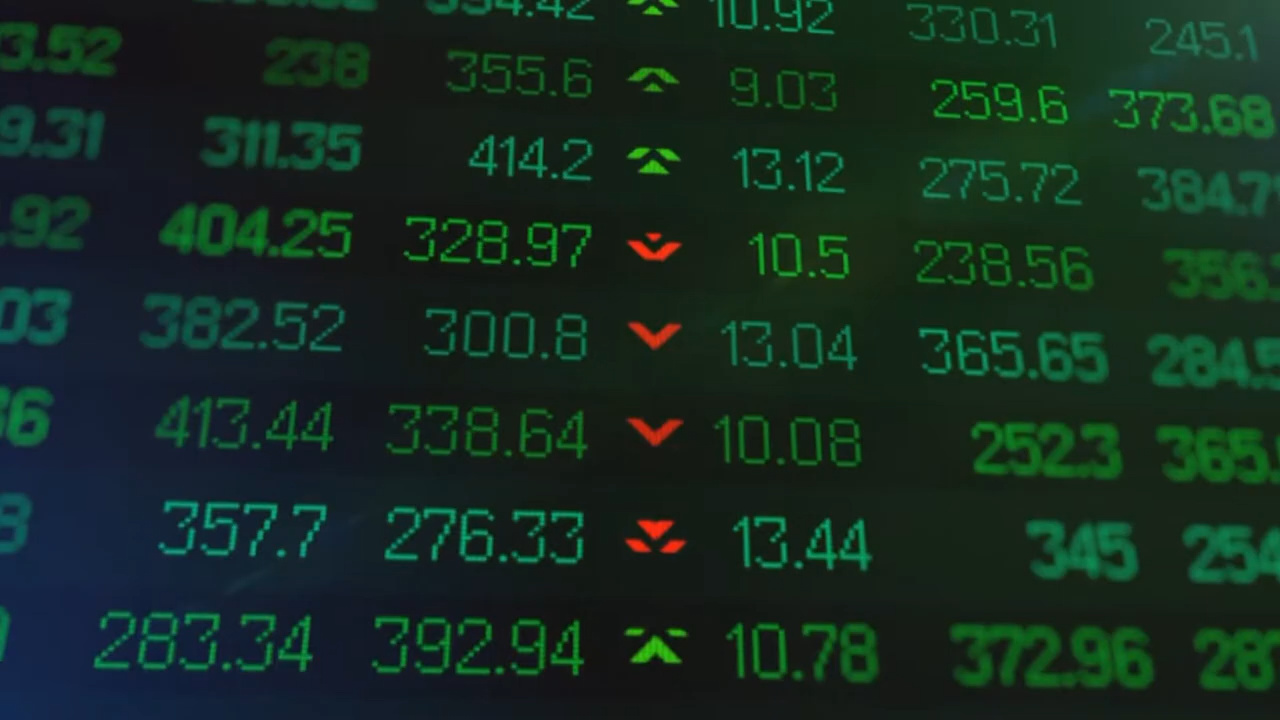 10.92 330.31 245.1
238 355.6 9.03 259.6 373.68
311.35 414.2 13.12 275.72
404.25 328.97 10.5 238.56
382.52 300.8 13.04 365.65
413.44 338.64 10.08 252.3
357.7 276.33 13.44 345
283.34 392.94 10.78 372.96